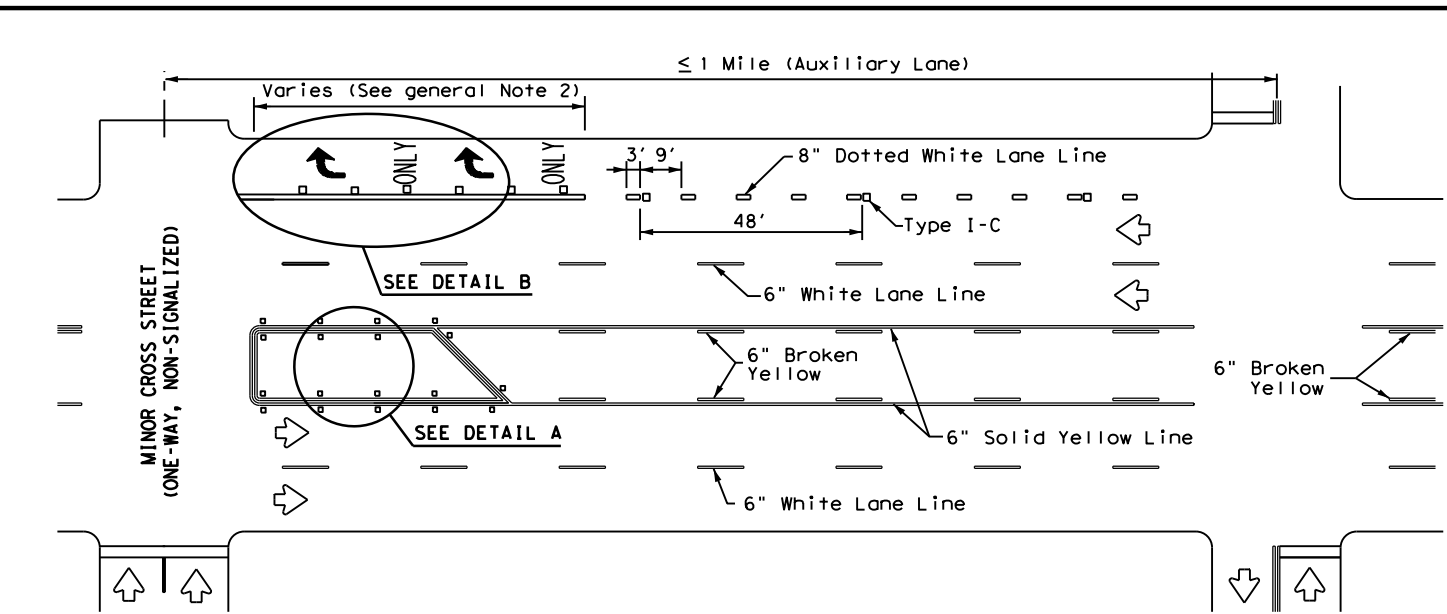 ≤ 1 Mile (Auxiliary Lane)
Varies (See general Note 2)
ONLY
ONLY
3' 9'
8" Dotted White Lane Line
48'
Type I-C
SEE DETAIL B
6" White Lane Line
MINOR CROSS STREET
(ONE-WAY, NON-SIGNALIZED)
6" Broken
Yellow
6" Broken
Yellow
SEE DETAIL A
6" Solid Yellow Line
6" White Lane Line